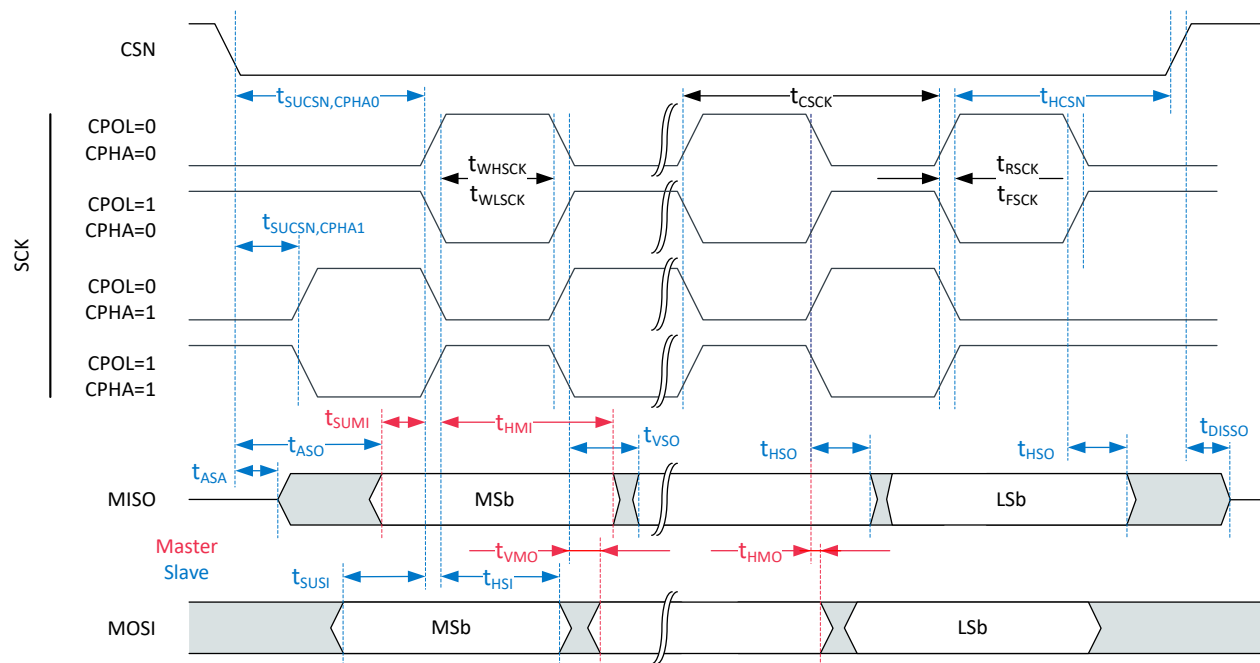 CSN
tSUCSN,CPHA0
tCSCK
tHCSN
SCK
CPOL=0
CPHA=0
tWHSCK
tWLSCK
tRSCK
tFSCK
CPOL=1
CPHA=0
tSUCSN,CPHA1
CPOL=0
CPHA=1
CPOL=1
CPHA=1
tSUMI
tHMI
tASO
tVSO
tHSO
tHSO
tDISSO
tASA
MISO
MSb
LSb
Master
Slave
tVMO
tHMO
tSUSI
tHSI
MOSI
MSb
LSb